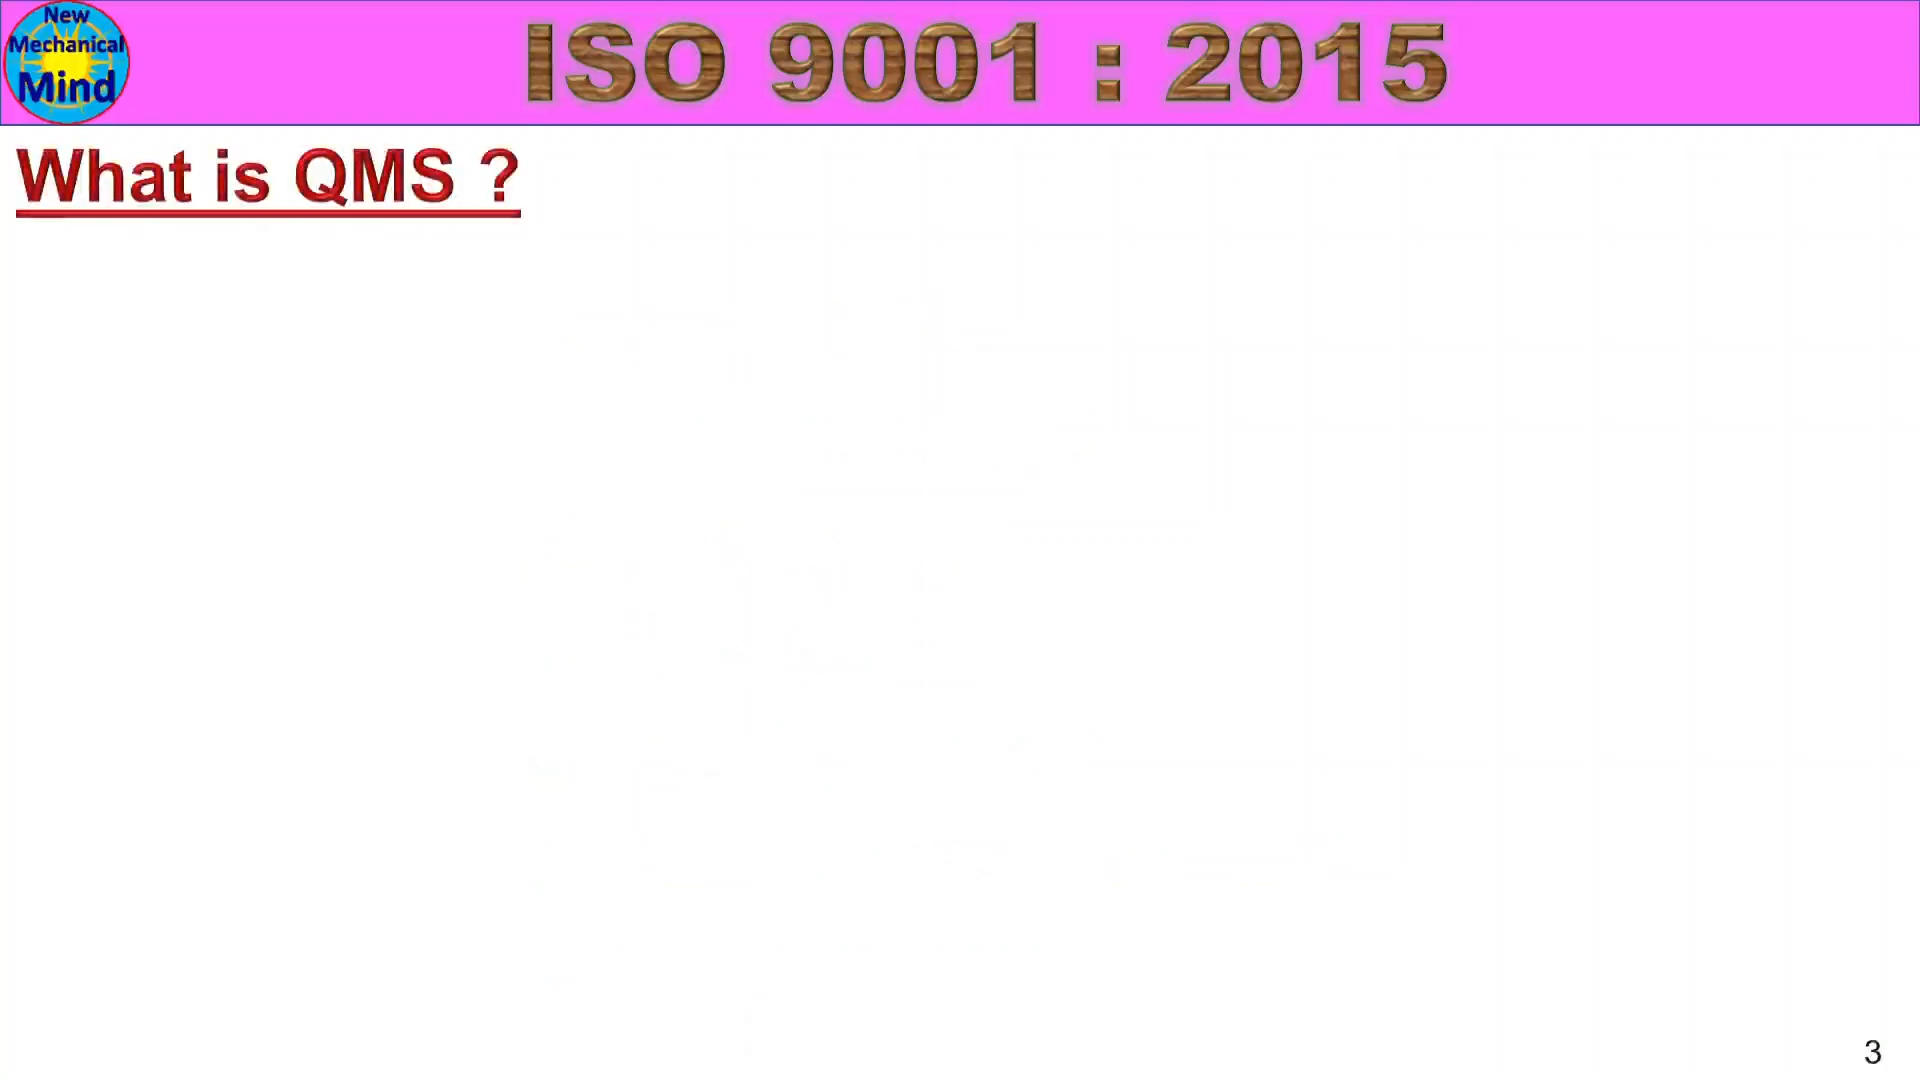 New
Mechanical
Mind
ISO 9001 : 2015
What is QMS ?
3